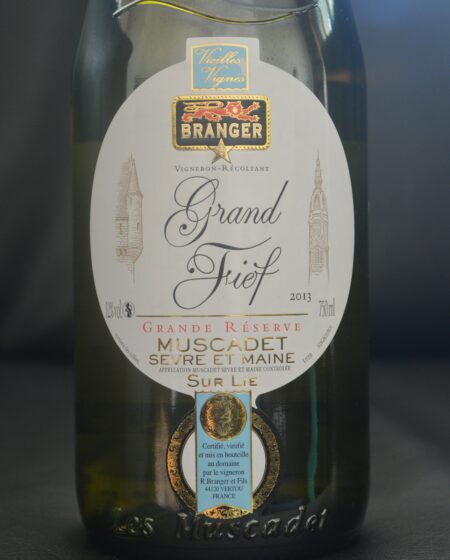 Vieilles
Vignes
BRANGER
VIGNERON-RÉCOLTANT
Grand
Fief
2013
12% vol
750 ml
GRANDE RÉSERVE
MUSCADET
SEVRE ET MAINE
APPELLATION MUSCADET SÈVRE ET MAINE CONTRÔLÉE
SUR LIE
Certifié, vinifié
et mis en bouteille
au domaine
par le vigneron
R.Branger et Fils
44120 VERTOU
FRANCE
Les Muscadet